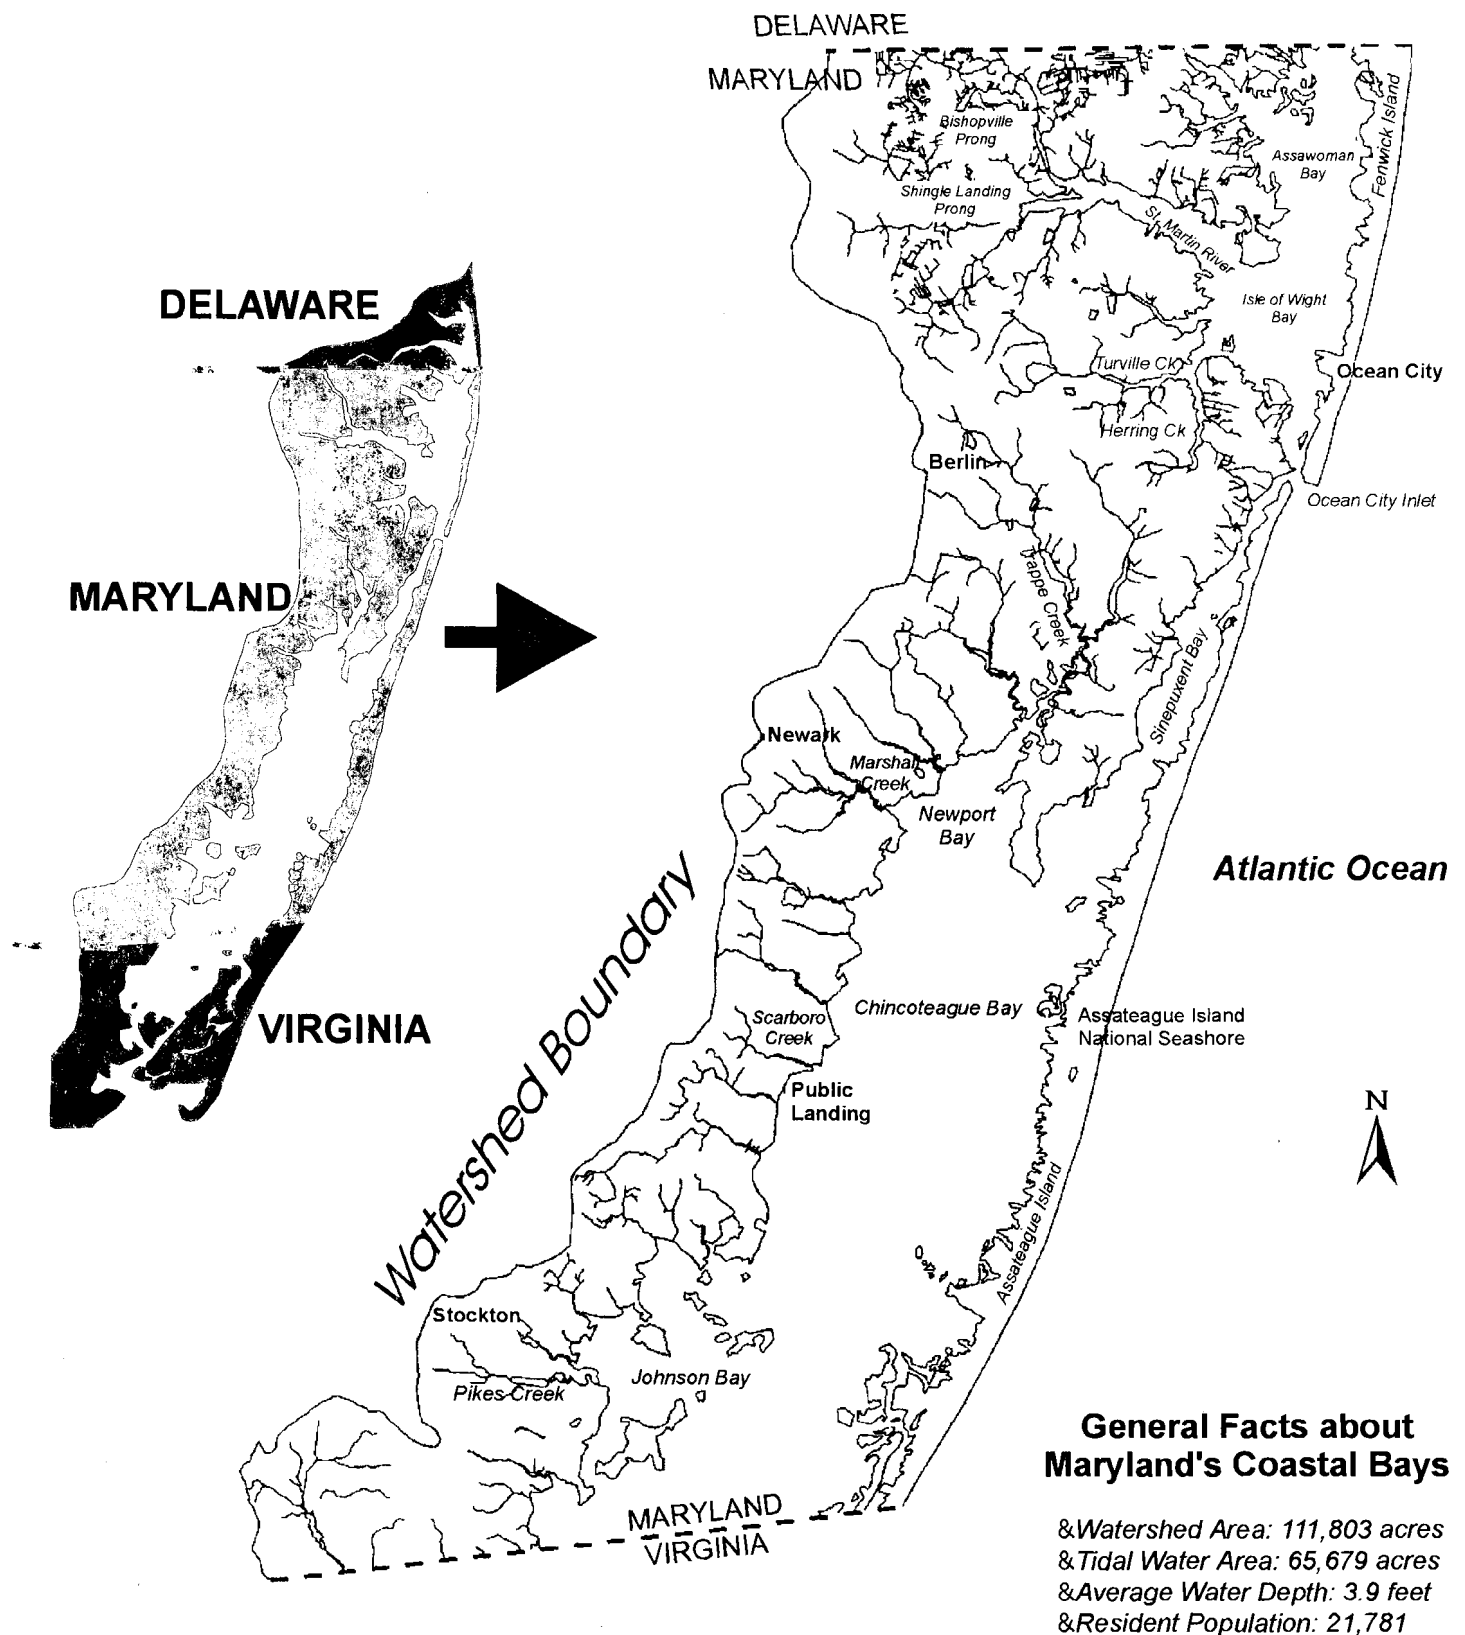 DELAWARE
MARYLAND
Bishopville
Prong
Assawoman
Bay
Fenwick Island
Shingle Landing
Prong
St. Martin River
DELAWARE
Isle of Wight
Bay
Turville Ck
Ocean City
Herring Ck
Berlin
Ocean City Inlet
MARYLAND
Trappe Creek
Sinepuxent Bay
Newark
Marshall
Creek
Newport
Bay
Atlantic Ocean
Watershed Boundary
Chincoteague Bay
Scarboro
Creek
Assateague Island
National Seashore
VIRGINIA
Public
Landing
N
Assateague Island
Stockton
Johnson Bay
Pikes Creek
General Facts about
Maryland's Coastal Bays
MARYLAND
VIRGINIA
&Watershed Area: 111,803 acres
&Tidal Water Area: 65,679 acres
&Average Water Depth: 3.9 feet
&Resident Population: 21,781